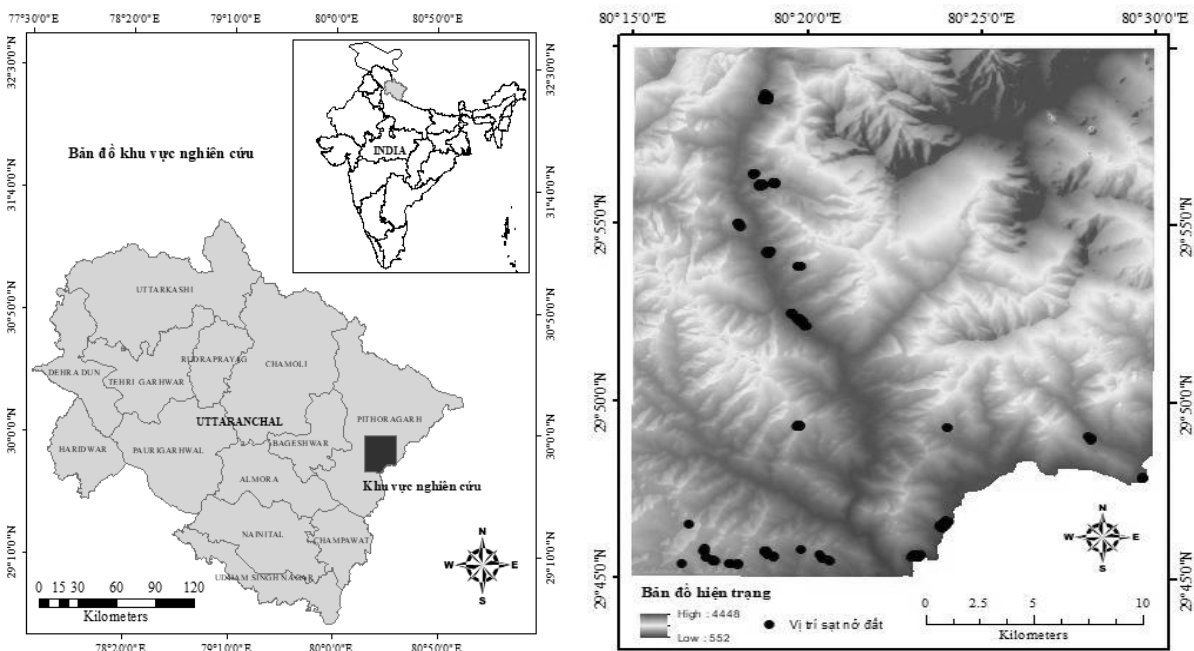 77°30'0"E 78°20'0"E 79°10'0"E 80°0'0"E 80°50'0"E
32°30'0"N
32°30'0"N
INDIA
Bản đồ khu vực nghiên cứu
31°40'0"N
31°40'0"N
UTTARKASHI
30°50'0"N
30°50'0"N
DEHRA DUN
TEHRI GARHWAR
RUDRAPRAYAG
CHAMOLI
UTTARANCHAL
PITHORAGARH
30°0'0"N
30°0'0"N
HARIDWAR
PAURIGARHWAL
BAGESHWAR
ALMORA
Khu vực nghiên cứu
NAINITAL
CHAMPAWAT
UDHAM SINGH NAGAR
29°10'0"N
29°10'0"N
N
W E
S
0 15 30 60 90 120
Kilometers
78°20'0"E 79°10'0"E 80°0'0"E 80°50'0"E
80°15'0"E 80°20'0"E 80°25'0"E 80°30'0"E
29°55'0"N
29°55'0"N
29°50'0"N
29°50'0"N
29°45'0"N
29°45'0"N
N
W E
S
Bản đồ hiện trạng
High : 4448
Low : 552
Vị trí sạt nở đất
0 2.5 5 10
Kilometers